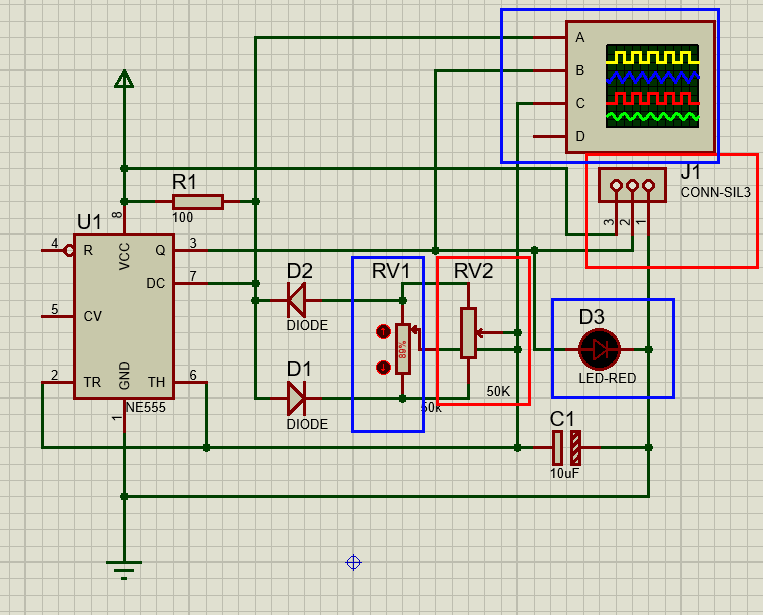 A
B
C
D
J1
CONN-SIL3
3
2
1
R1
100
U1
8
4
R
VCC
Q
3
DC
7
5
CV
2
TR
GND
TH
6
1
NE555
D2
DIODE
D1
DIODE
RV1
89%
50k
RV2
50K
D3
LED-RED
C1
10uF